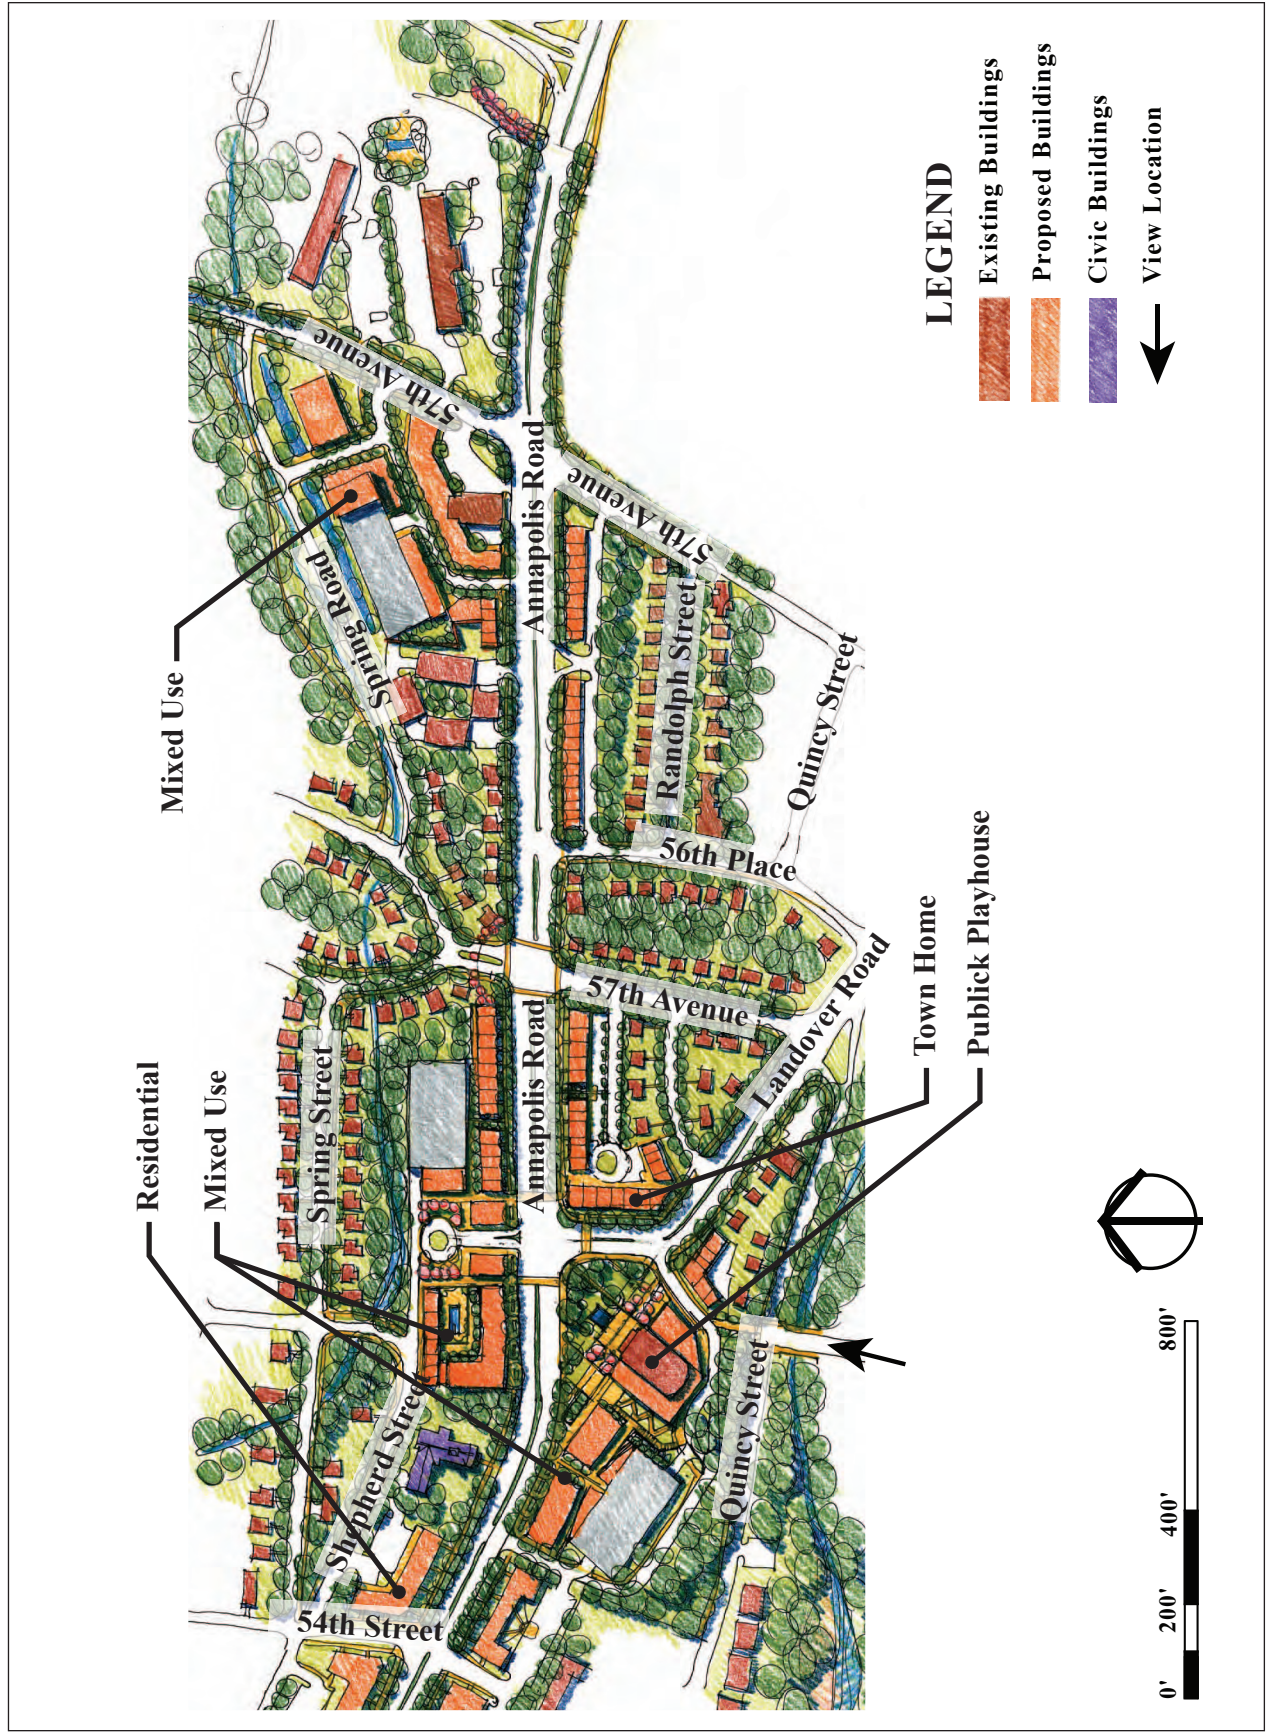 Residential
Mixed Use
Mixed Use
54th Street
Shepherd Street
Spring Street
Spring Road
57th Avenue
Annapolis Road
Annapolis Road
57th Avenue
57th Avenue
Randolph Street
56th Place
Quincy Street
Landover Road
Quincy Street
Town Home
Publick Playhouse
LEGEND
Existing Buildings
Proposed Buildings
Civic Buildings
View Location
0'
200'
400'
800'